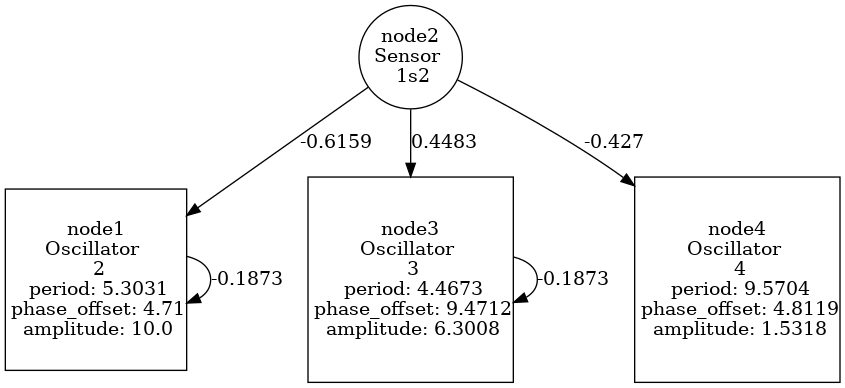 node2
Sensor
1s2
-0.6159
0.4483
-0.427
node1
Oscillator
2
period: 5.3031
phase_offset: 4.71
amplitude: 10.0
-0.1873
node3
Oscillator
3
period: 4.4673
phase_offset: 9.4712
amplitude: 6.3008
-0.1873
node4
Oscillator
4
period: 9.5704
phase_offset: 4.8119
amplitude: 1.5318